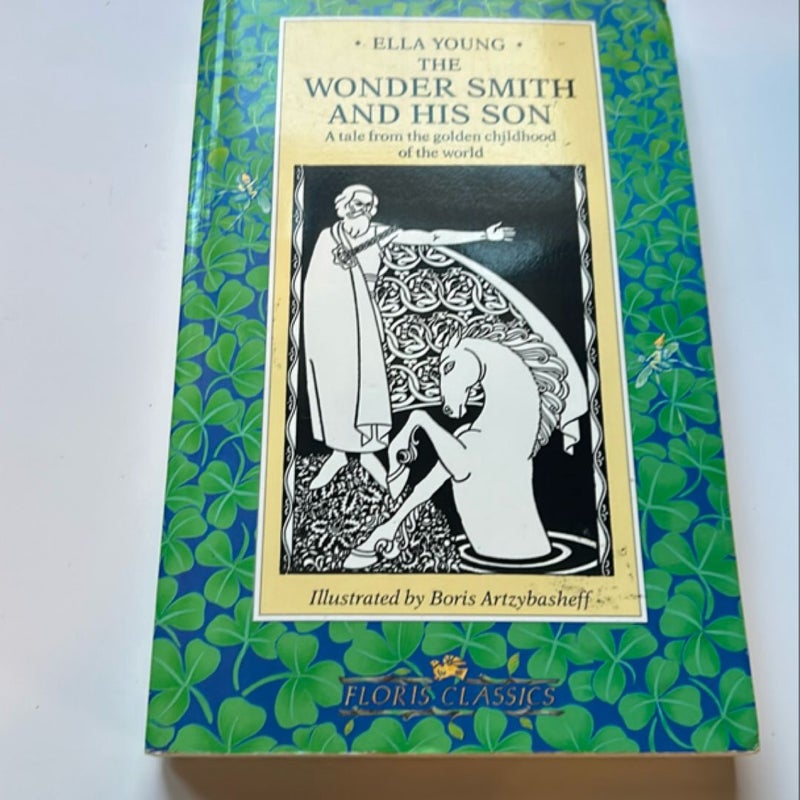 • ELLA YOUNG •
THE
WONDER SMITH
AND HIS SON
A tale from the golden childhood
of the world
Illustrated by Boris Artzybasheff
FLORIS CLASSICS